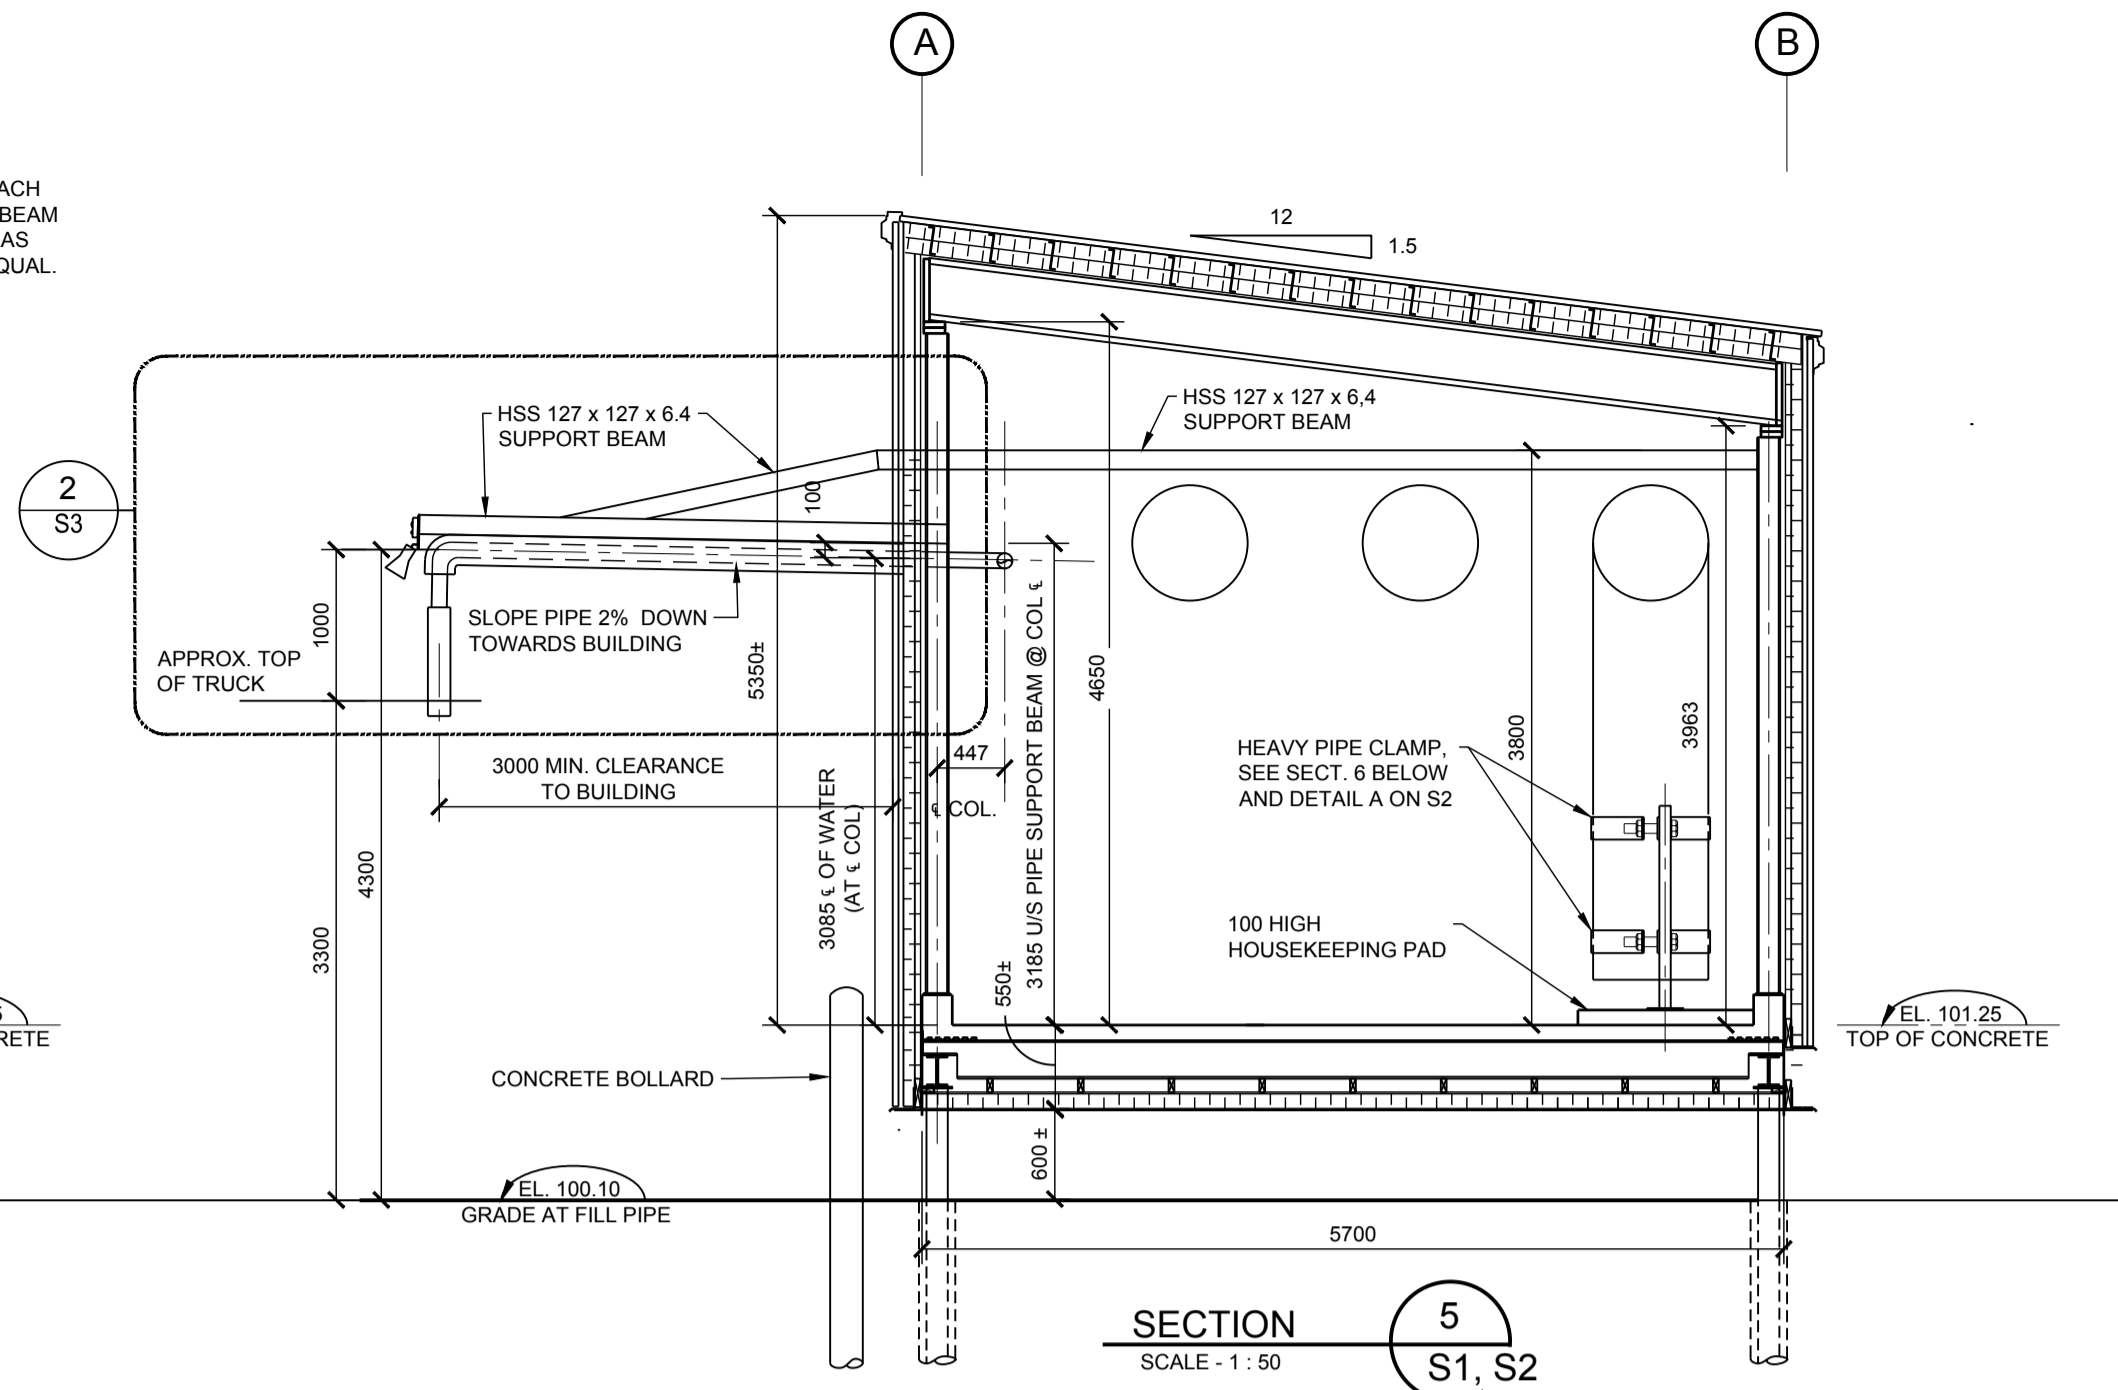 A
B
ACH
BEAM
AS
QUAL.
12
1.5
HSS 127 x 127 x 6.4
SUPPORT BEAM
HSS 127 x 127 x 6,4
SUPPORT BEAM
2
S3
100
SLOPE PIPE 2% DOWN
TOWARDS BUILDING
1000
APPROX. TOP
OF TRUCK
5350±
4650
3185 U/S PIPE SUPPORT BEAM @ COL ℄
3800
3963
447
℄ COL.
3000 MIN. CLEARANCE
TO BUILDING
HEAVY PIPE CLAMP,
SEE SECT. 6 BELOW
AND DETAIL A ON S2
3085 ℄ OF WATER
(AT ℄ COL)
4300
3300
100 HIGH
HOUSEKEEPING PAD
550±
RETE
EL. 101.25
TOP OF CONCRETE
CONCRETE BOLLARD
600 ±
EL. 100.10
GRADE AT FILL PIPE
5700
SECTION
SCALE - 1 : 50
5
S1, S2